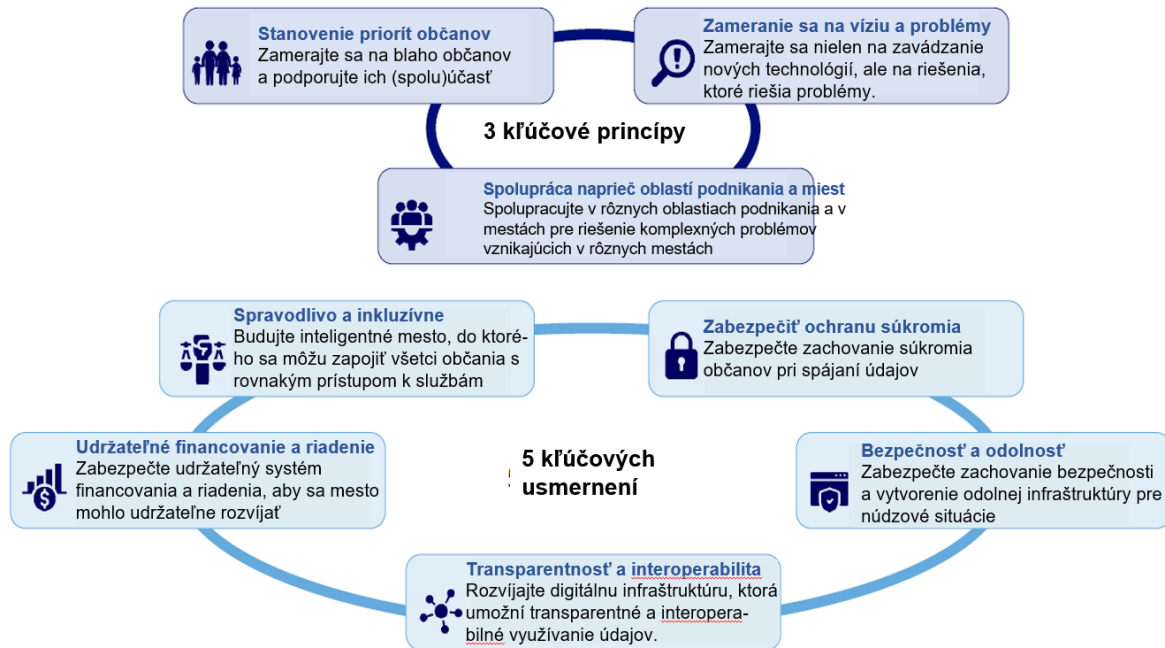 Stanovenie priorít občanov
Zamerajte sa na blaho občanov
a podporujte ich (spolu)účasť
Zameranie sa na víziu a problémy
Zamerajte sa nielen na zavádzanie
nových technológií, ale na riešenia,
ktoré riešia problémy.
3 kľúčové princípy
Spolupráca naprieč oblastí podnikania a miest
Spolupracujte v rôznych oblastiach podnikania a v
mestách pre riešenie komplexných problémov
vznikajúcich v rôznych mestách
Spravodlivo a inkluzívne
Budujte inteligentné mesto, do ktoré-
ho sa môžu zapojiť všetci občania s
rovnakým prístupom k službám
Zabezpečiť ochranu súkromia
Zabezpečte zachovanie súkromia
občanov pri spájaní údajov
Udržateľné financovanie a riadenie
Zabezpečte udržateľný systém
financovania a riadenia, aby sa mesto
mohlo udržateľne rozvíjať
5 kľúčových
usmernení
Bezpečnosť a odolnosť
Zabezpečte zachovanie bezpečnosti
a vytvorenie odolnej infraštruktúry pre
núdzové situácie
Transparentnosť a interoperabilita
Rozvíjajte digitálnu infraštruktúru, ktorá
umožní transparentné a interopera-
bilné využívanie údajov.